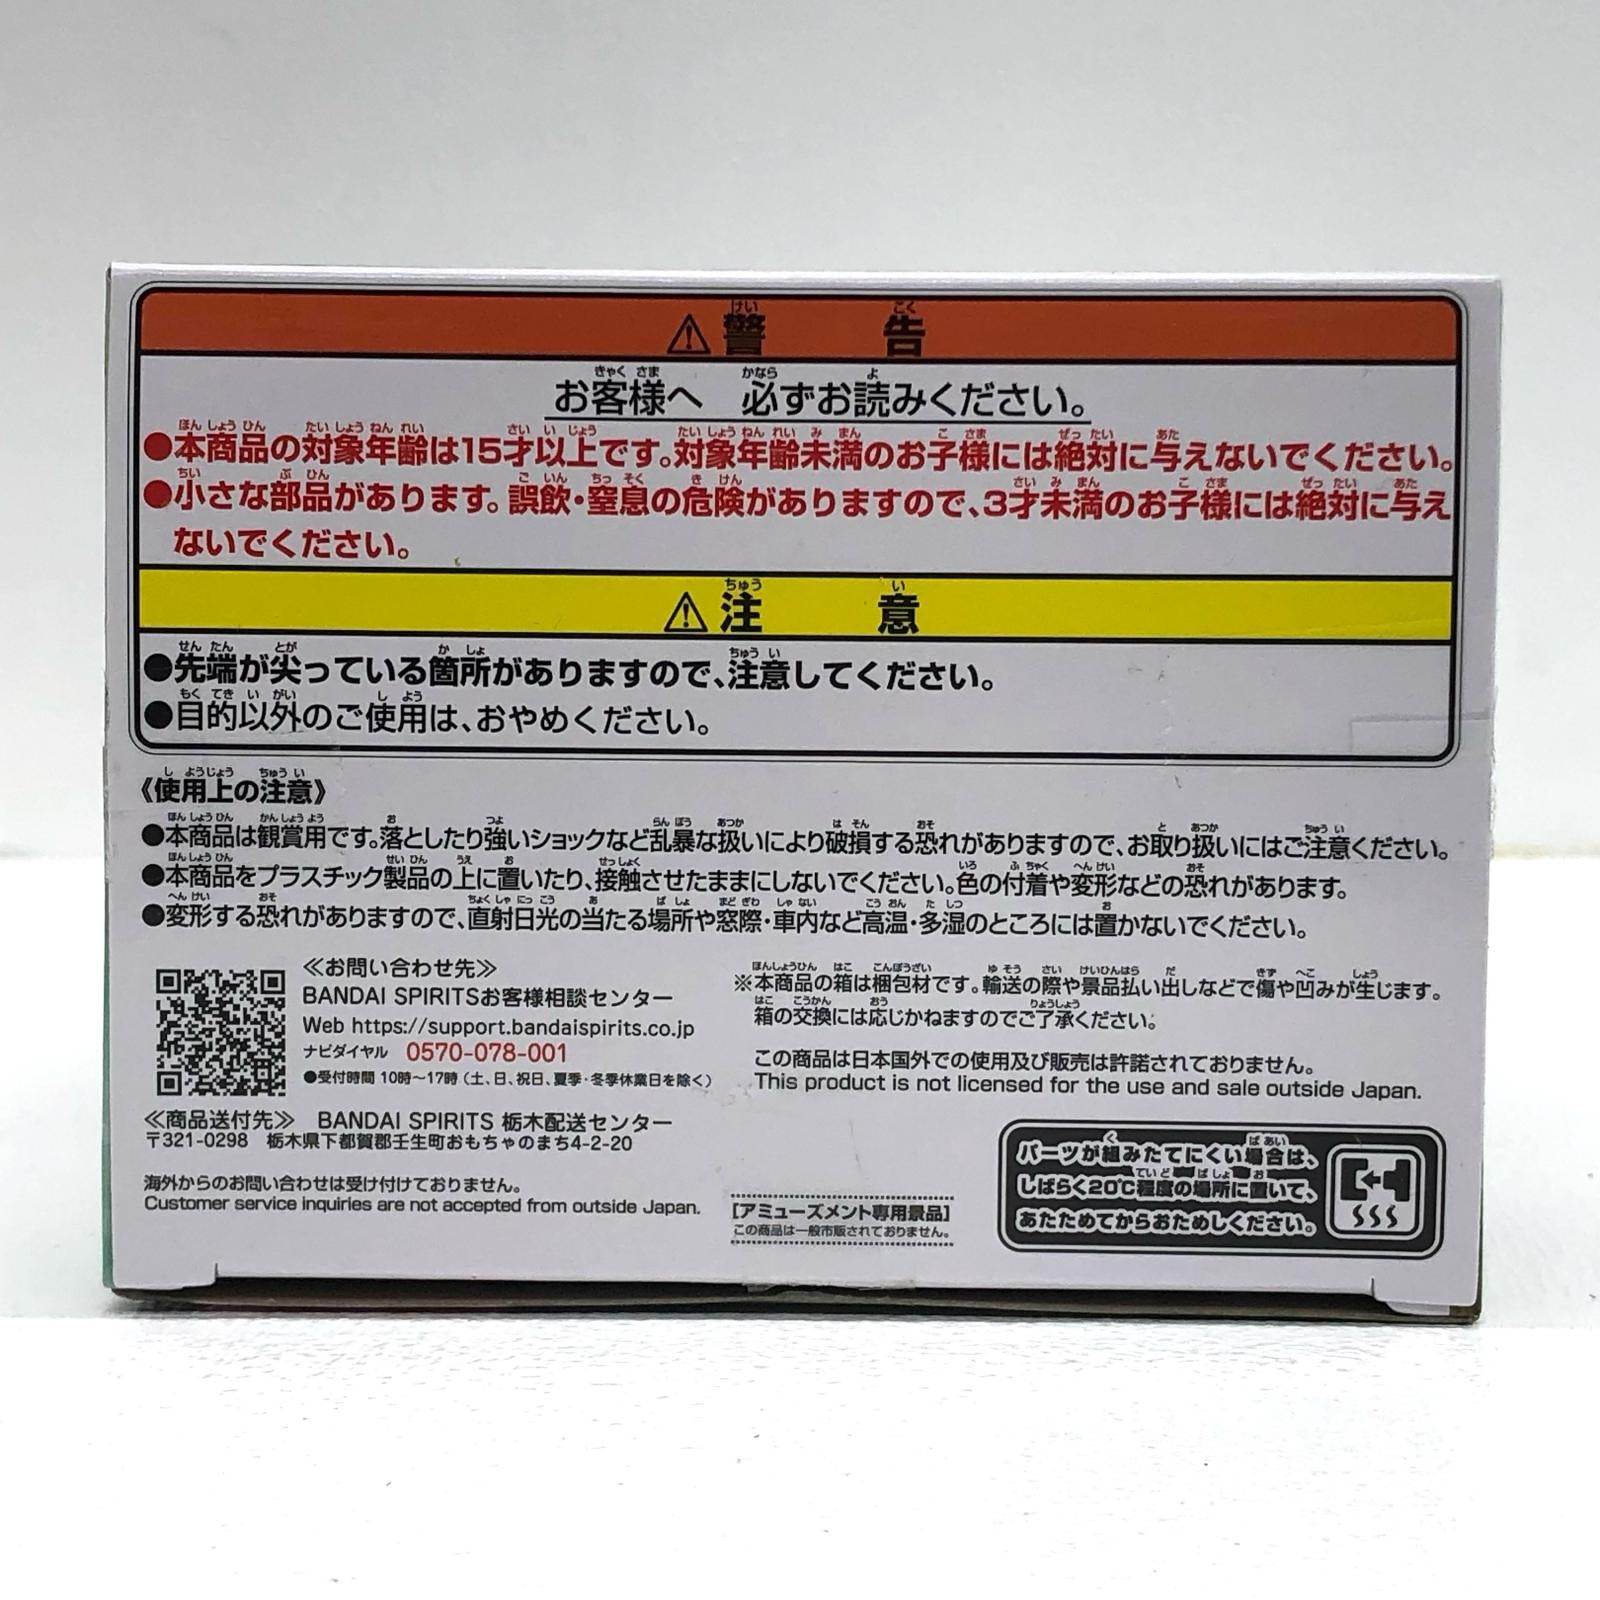 ⚠警告
お客様へ 必ずお読みください。
●本商品の対象年齢は15才以上です。対象年齢未満のお子様には絶対に与えないでください。
●小さな部品があります。誤飲・窒息の危険がありますので、3才未満のお子様には絶対に与え
ないでください。
⚠注意
●先端が尖っている箇所がありますので、注意してください。
●目的以外のご使用は、おやめください。
《使用上の注意》
●本商品は観賞用です。落としたり強いショックなど乱暴な扱いにより破損する恐れがありますので、お取り扱いにはご注意ください。
●本商品をプラスチック製品の上に置いたり、接触させたままにしないでください。色の付着や変形などの恐れがあります。
●変形する恐れがありますので、直射日光の当たる場所や窓際・車内など高温・多湿のところには置かないでください。
≪お問い合わせ先≫
BANDAI SPIRITSお客様相談センター
Web https://support.bandaispirits.co.jp
ナビダイヤル 0570-078-001
●受付時間 10時～17時（土、日、祝日、夏季・冬季休業日を除く）
≪商品送付先≫ BANDAI SPIRITS 栃木配送センター
〒321-0298 栃木県下都賀郡壬生町おもちゃのまち4-2-20
海外からのお問い合わせは受け付けておりません。
Customer service inquiries are not accepted from outside Japan.
※本商品の箱は梱包材です。輸送の際や景品払い出しなどで傷や凹みが生じます。
箱の交換には応じかねますのでご了承ください。
この商品は日本国外での使用及び販売は許諾されておりません。
This product is not licensed for the use and sale outside Japan.
[アミューズメント専用景品]
この商品は一般市販されておりません。
パーツが組みたてにくい場合は、
しばらく20℃程度の場所に置いて、
あたためてからおためしください。